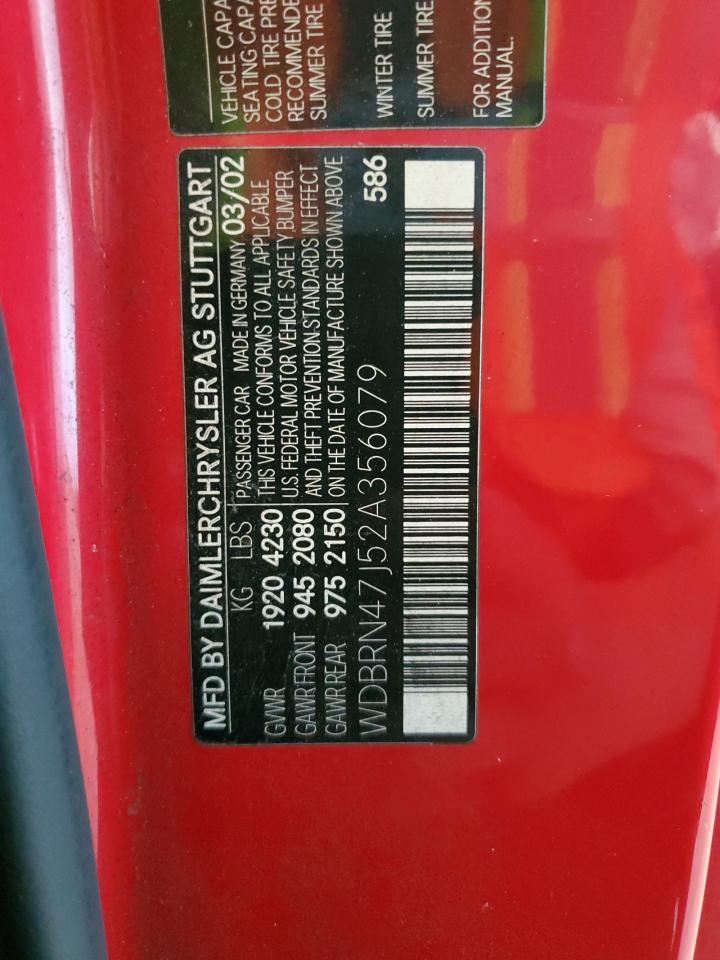 VEHICLE CAPA
SEATING CAPA
COLD TIRE PRE
RECOMMENDE
SUMMER TIRE
WINTER TIRE
SUMMER TIRE
FOR ADDITION
MANUAL.
MFD BY DAIMLERCHRYSLER AG STUTTGART
KG LBS PASSENGER CAR MADE IN GERMANY 03/02
GVWR 1920 4230 THIS VEHICLE CONFORMS TO ALL APPLICABLE
GAWR FRONT 945 2080 U.S. FEDERAL MOTOR VEHICLE SAFETY BUMPER
AND THEFT PREVENTION-STANDARDS IN EFFECT
GAWR REAR 975 2150 ON THE DATE OF MANUFACTURE SHOWN ABOVE
WDBRN47J52A356079 586